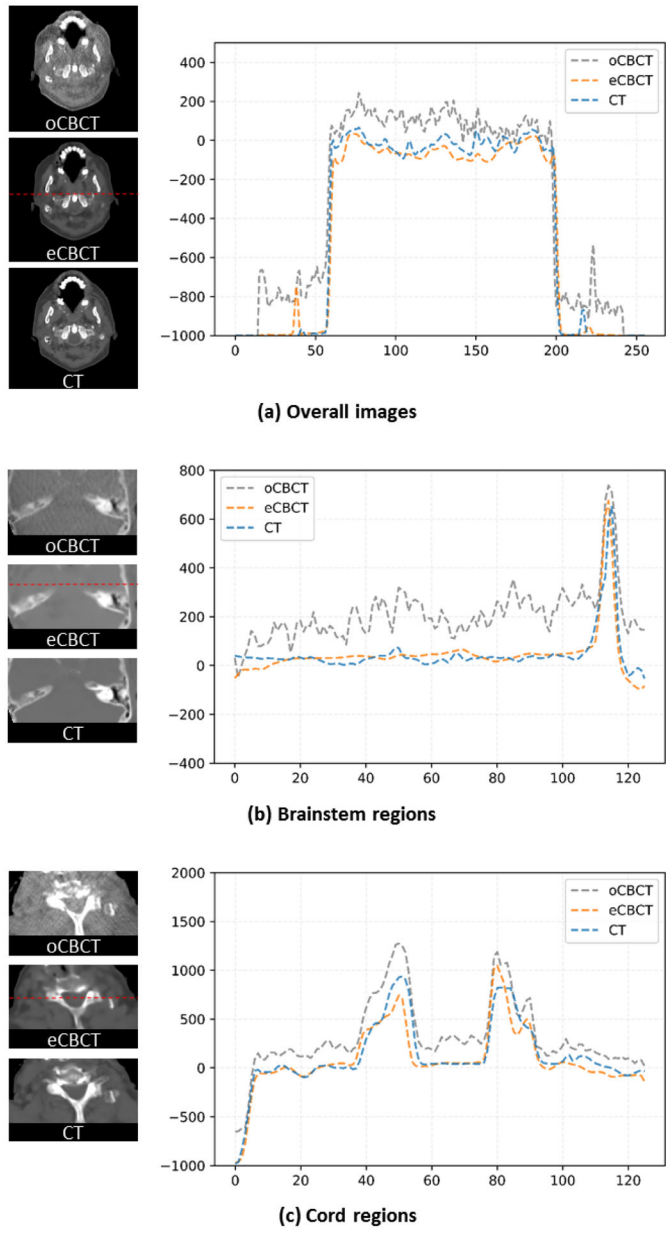 oCBCT
eCBCT
CT
400
200
0
−200
−400
−600
−800
−1000
0 50 100 150 200 250
oCBCT
eCBCT
CT
(a) Overall images
oCBCT
eCBCT
CT
800
600
400
200
0
−200
−400
0 20 40 60 80 100 120
oCBCT
eCBCT
CT
(b) Brainstem regions
oCBCT
eCBCT
CT
2000
1500
1000
500
0
−500
−1000
0 20 40 60 80 100 120
oCBCT
eCBCT
CT
(c) Cord regions